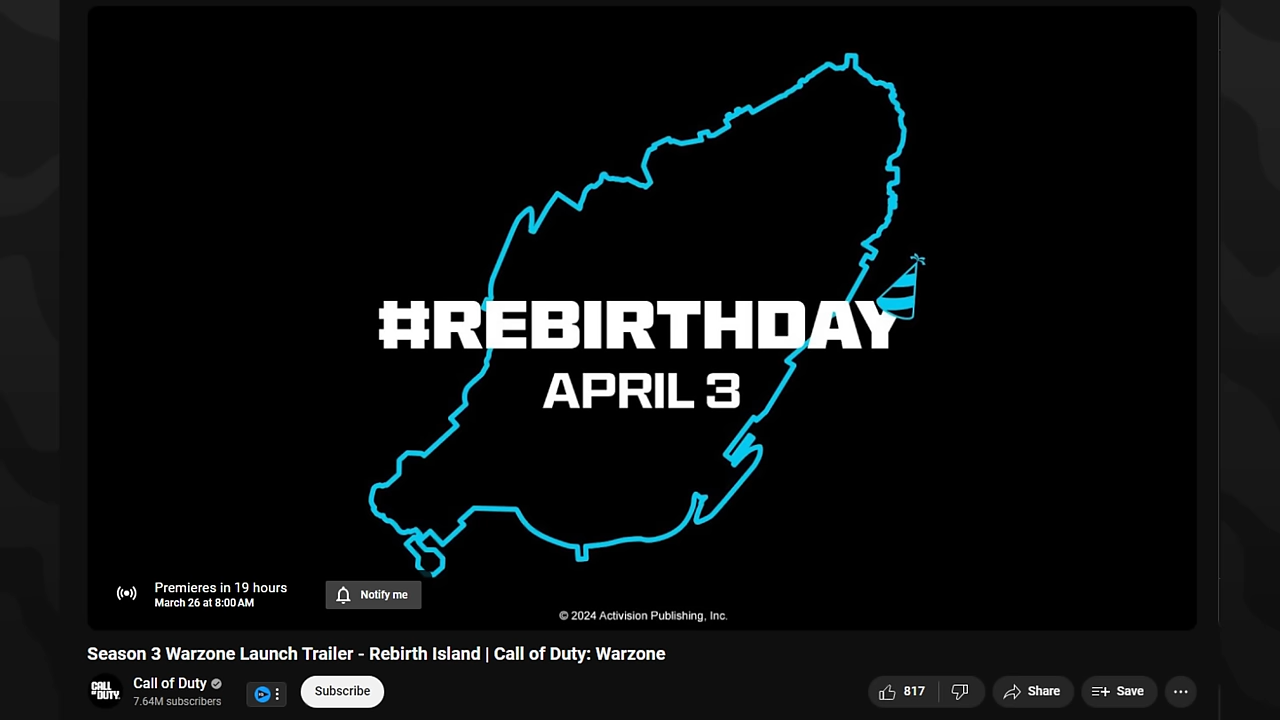 #REBIRTHDAY
APRIL 3
Premieres in 19 hours
March 26 at 8:00 AM
Notify me
© 2024 Activision Publishing, Inc.
Season 3 Warzone Launch Trailer - Rebirth Island | Call of Duty: Warzone
CALL OF DUTY.
Call of Duty
7.64M subscribers
Subscribe
817
Share
Save